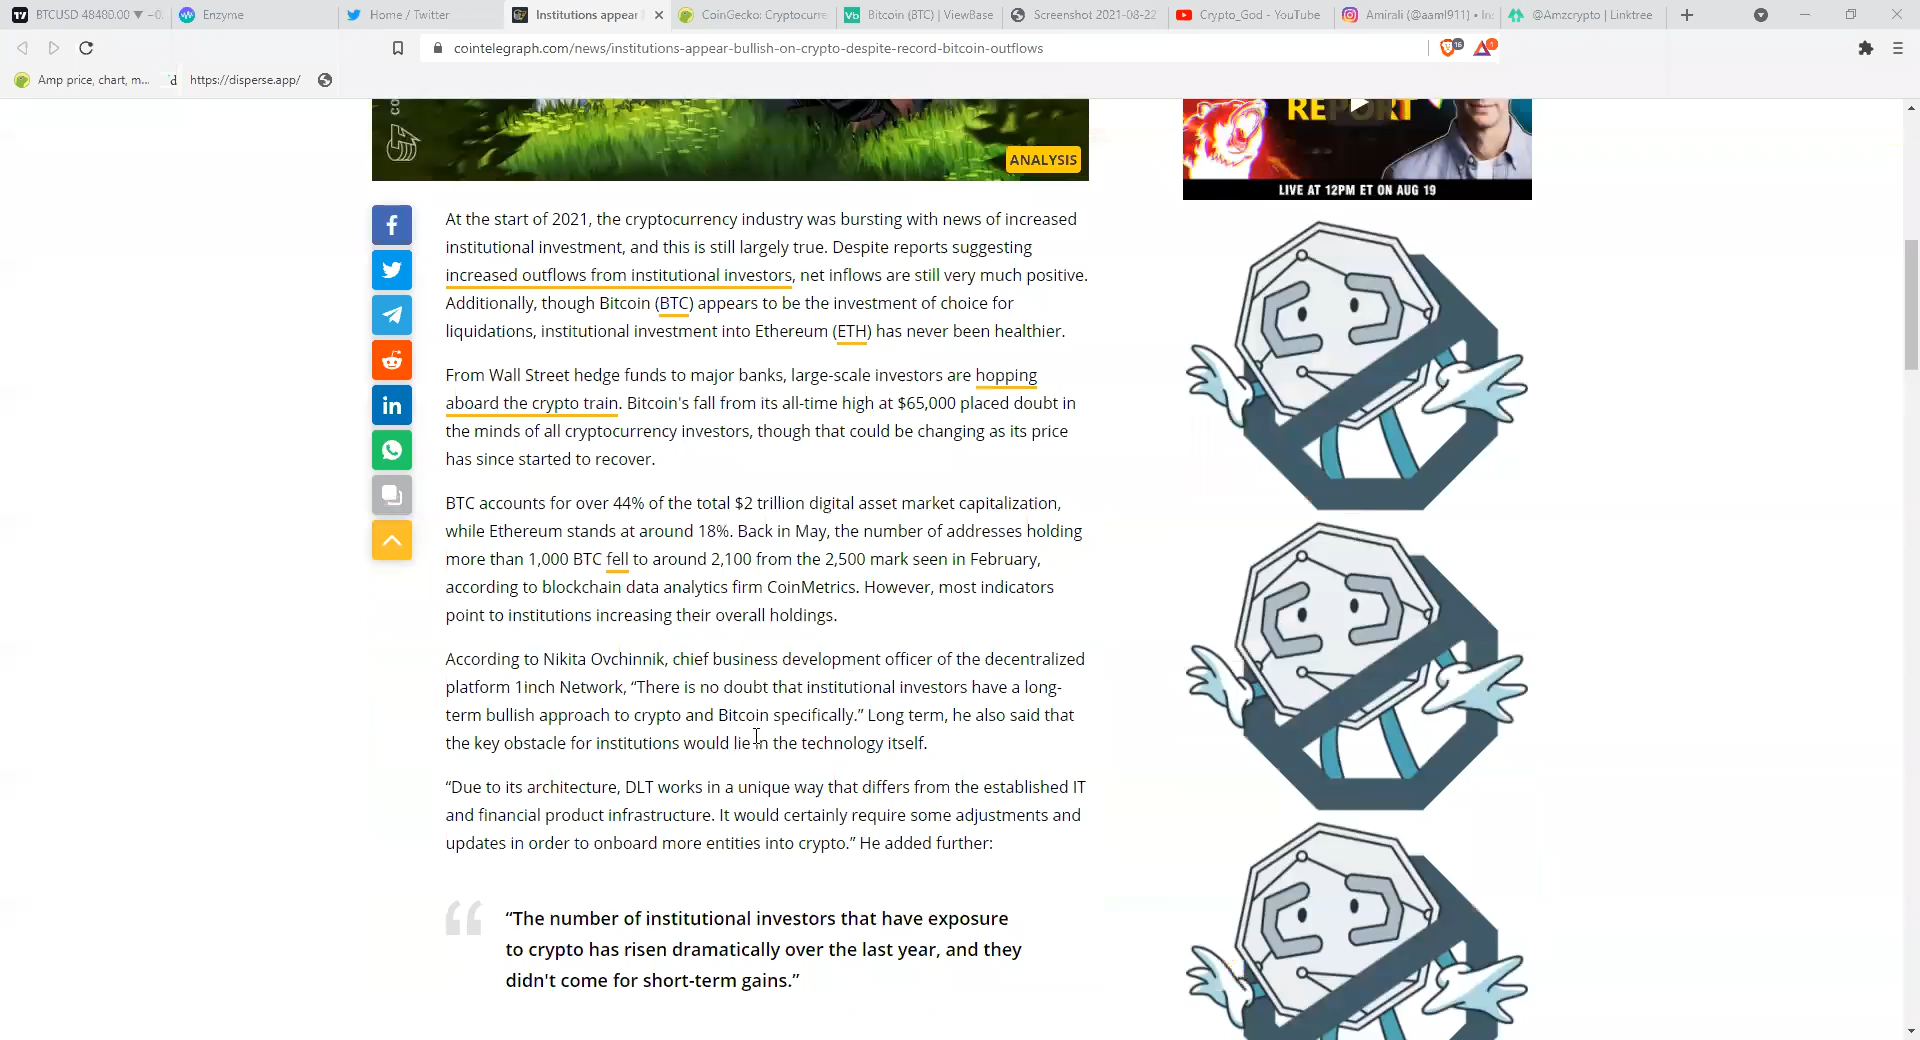 BTCUSD 48480.00 ▼ −0.
Enzyme
Home / Twitter
Institutions appear
CoinGecko: Cryptocurre
Bitcoin (BTC) | ViewBase
Screenshot 2021-08-22
Crypto_God - YouTube
Amirali (@aaml911) • In
@Amzcrypto | Linktree
cointelegraph.com/news/institutions-appear-bullish-on-crypto-despite-record-bitcoin-outflows
16
1
Amp price, chart, m...
d https://disperse.app/
CO
ANALYSIS
REPORT
LIVE AT 12PM ET ON AUG 19
At the start of 2021, the cryptocurrency industry was bursting with news of increased
institutional investment, and this is still largely true. Despite reports suggesting
increased outflows from institutional investors, net inflows are still very much positive.
Additionally, though Bitcoin (BTC) appears to be the investment of choice for
liquidations, institutional investment into Ethereum (ETH) has never been healthier.
From Wall Street hedge funds to major banks, large-scale investors are hopping
aboard the crypto train. Bitcoin's fall from its all-time high at $65,000 placed doubt in
the minds of all cryptocurrency investors, though that could be changing as its price
has since started to recover.
BTC accounts for over 44% of the total $2 trillion digital asset market capitalization,
while Ethereum stands at around 18%. Back in May, the number of addresses holding
more than 1,000 BTC fell to around 2,100 from the 2,500 mark seen in February,
according to blockchain data analytics firm CoinMetrics. However, most indicators
point to institutions increasing their overall holdings.
According to Nikita Ovchinnik, chief business development officer of the decentralized
platform 1inch Network, “There is no doubt that institutional investors have a long-
term bullish approach to crypto and Bitcoin specifically.” Long term, he also said that
the key obstacle for institutions would lie in the technology itself.
“Due to its architecture, DLT works in a unique way that differs from the established IT
and financial product infrastructure. It would certainly require some adjustments and
updates in order to onboard more entities into crypto.” He added further:
“The number of institutional investors that have exposure
to crypto has risen dramatically over the last year, and they
didn't come for short-term gains.”